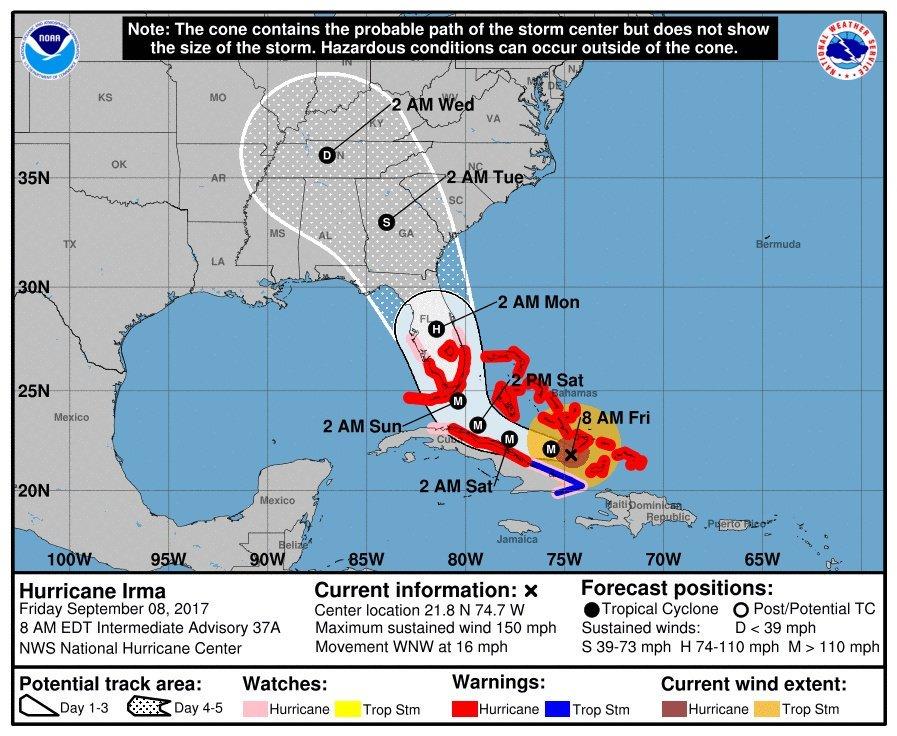 Note: The cone contains the probable path of the storm center but does not show
the size of the storm. Hazardous conditions can occur outside of the cone.
NOAA
NATIONAL WEATHER SERVICE
IN
NJ
MD
DE
KS
MO
2 AM Wed
WV
KY
VA
OK
AR
TN
NC
2 AM Tue
35N
SC
MS
AL
GA
TX
LA
Bermuda
30N
FL
2 AM Mon
25N
2 PM Sat
Bahamas
Mexico
2 AM Sun
8 AM Fri
Cuba
2 AM Sat
20N
Mexico
Haiti
Dominican
Republic
Puerto Rico
Jamaica
Belize
100W 95W 90W 85W 80W 75W 70W 65W
D
S
H
M
M
M
M
Hurricane Irma
Friday September 08, 2017
8 AM EDT Intermediate Advisory 37A
NWS National Hurricane Center
Current information: ×
Center location 21.8 N 74.7 W
Maximum sustained wind 150 mph
Movement WNW at 16 mph
Forecast positions:
Tropical Cyclone Post/Potential TC
Sustained winds: D < 39 mph
S 39-73 mph H 74-110 mph M > 110 mph
Potential track area:
Day 1-3 Day 4-5
Watches:
Hurricane Trop Stm
Warnings:
Hurricane Trop Stm
Current wind extent:
Hurricane Trop Stm